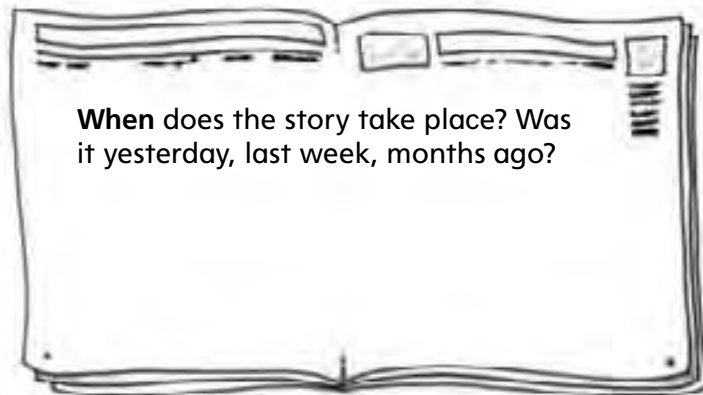 When does the story take place? Was
it yesterday, last week, months ago?